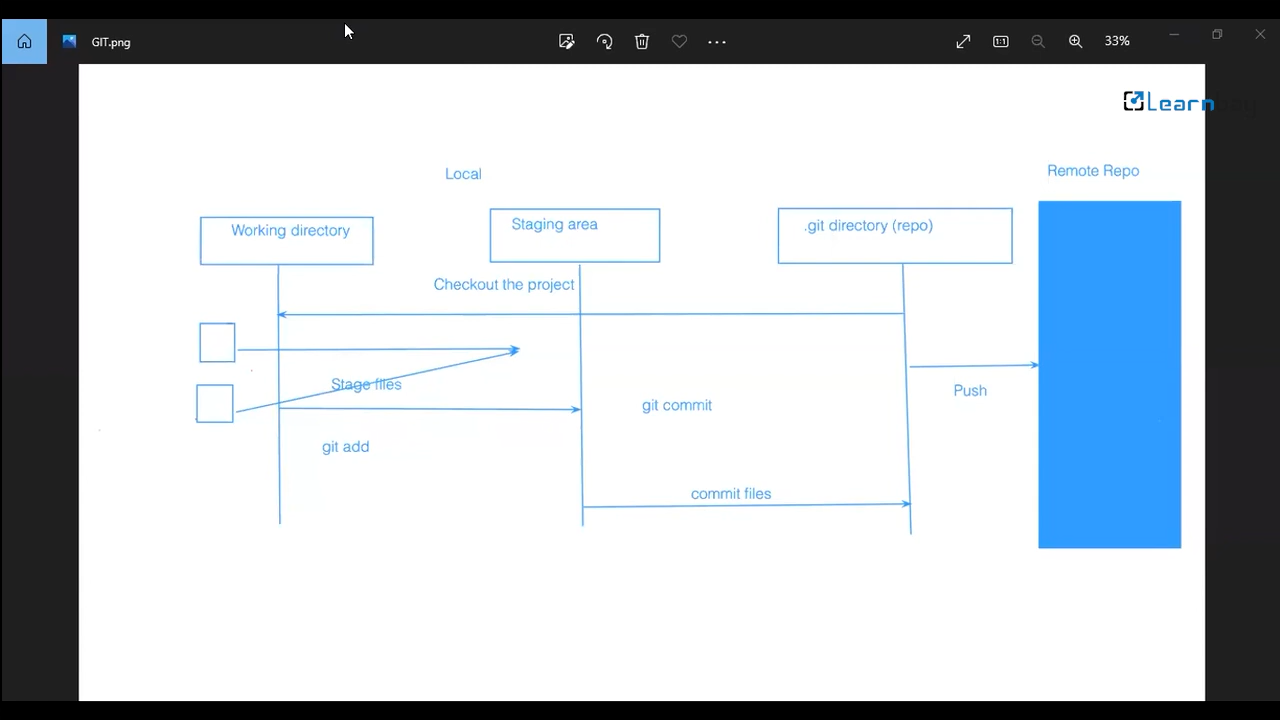 GIT.png
33%
Learn
Local
Remote Repo
Working directory
Staging area
.git directory (repo)
Checkout the project
Stage files
git commit
Push
git add
commit files